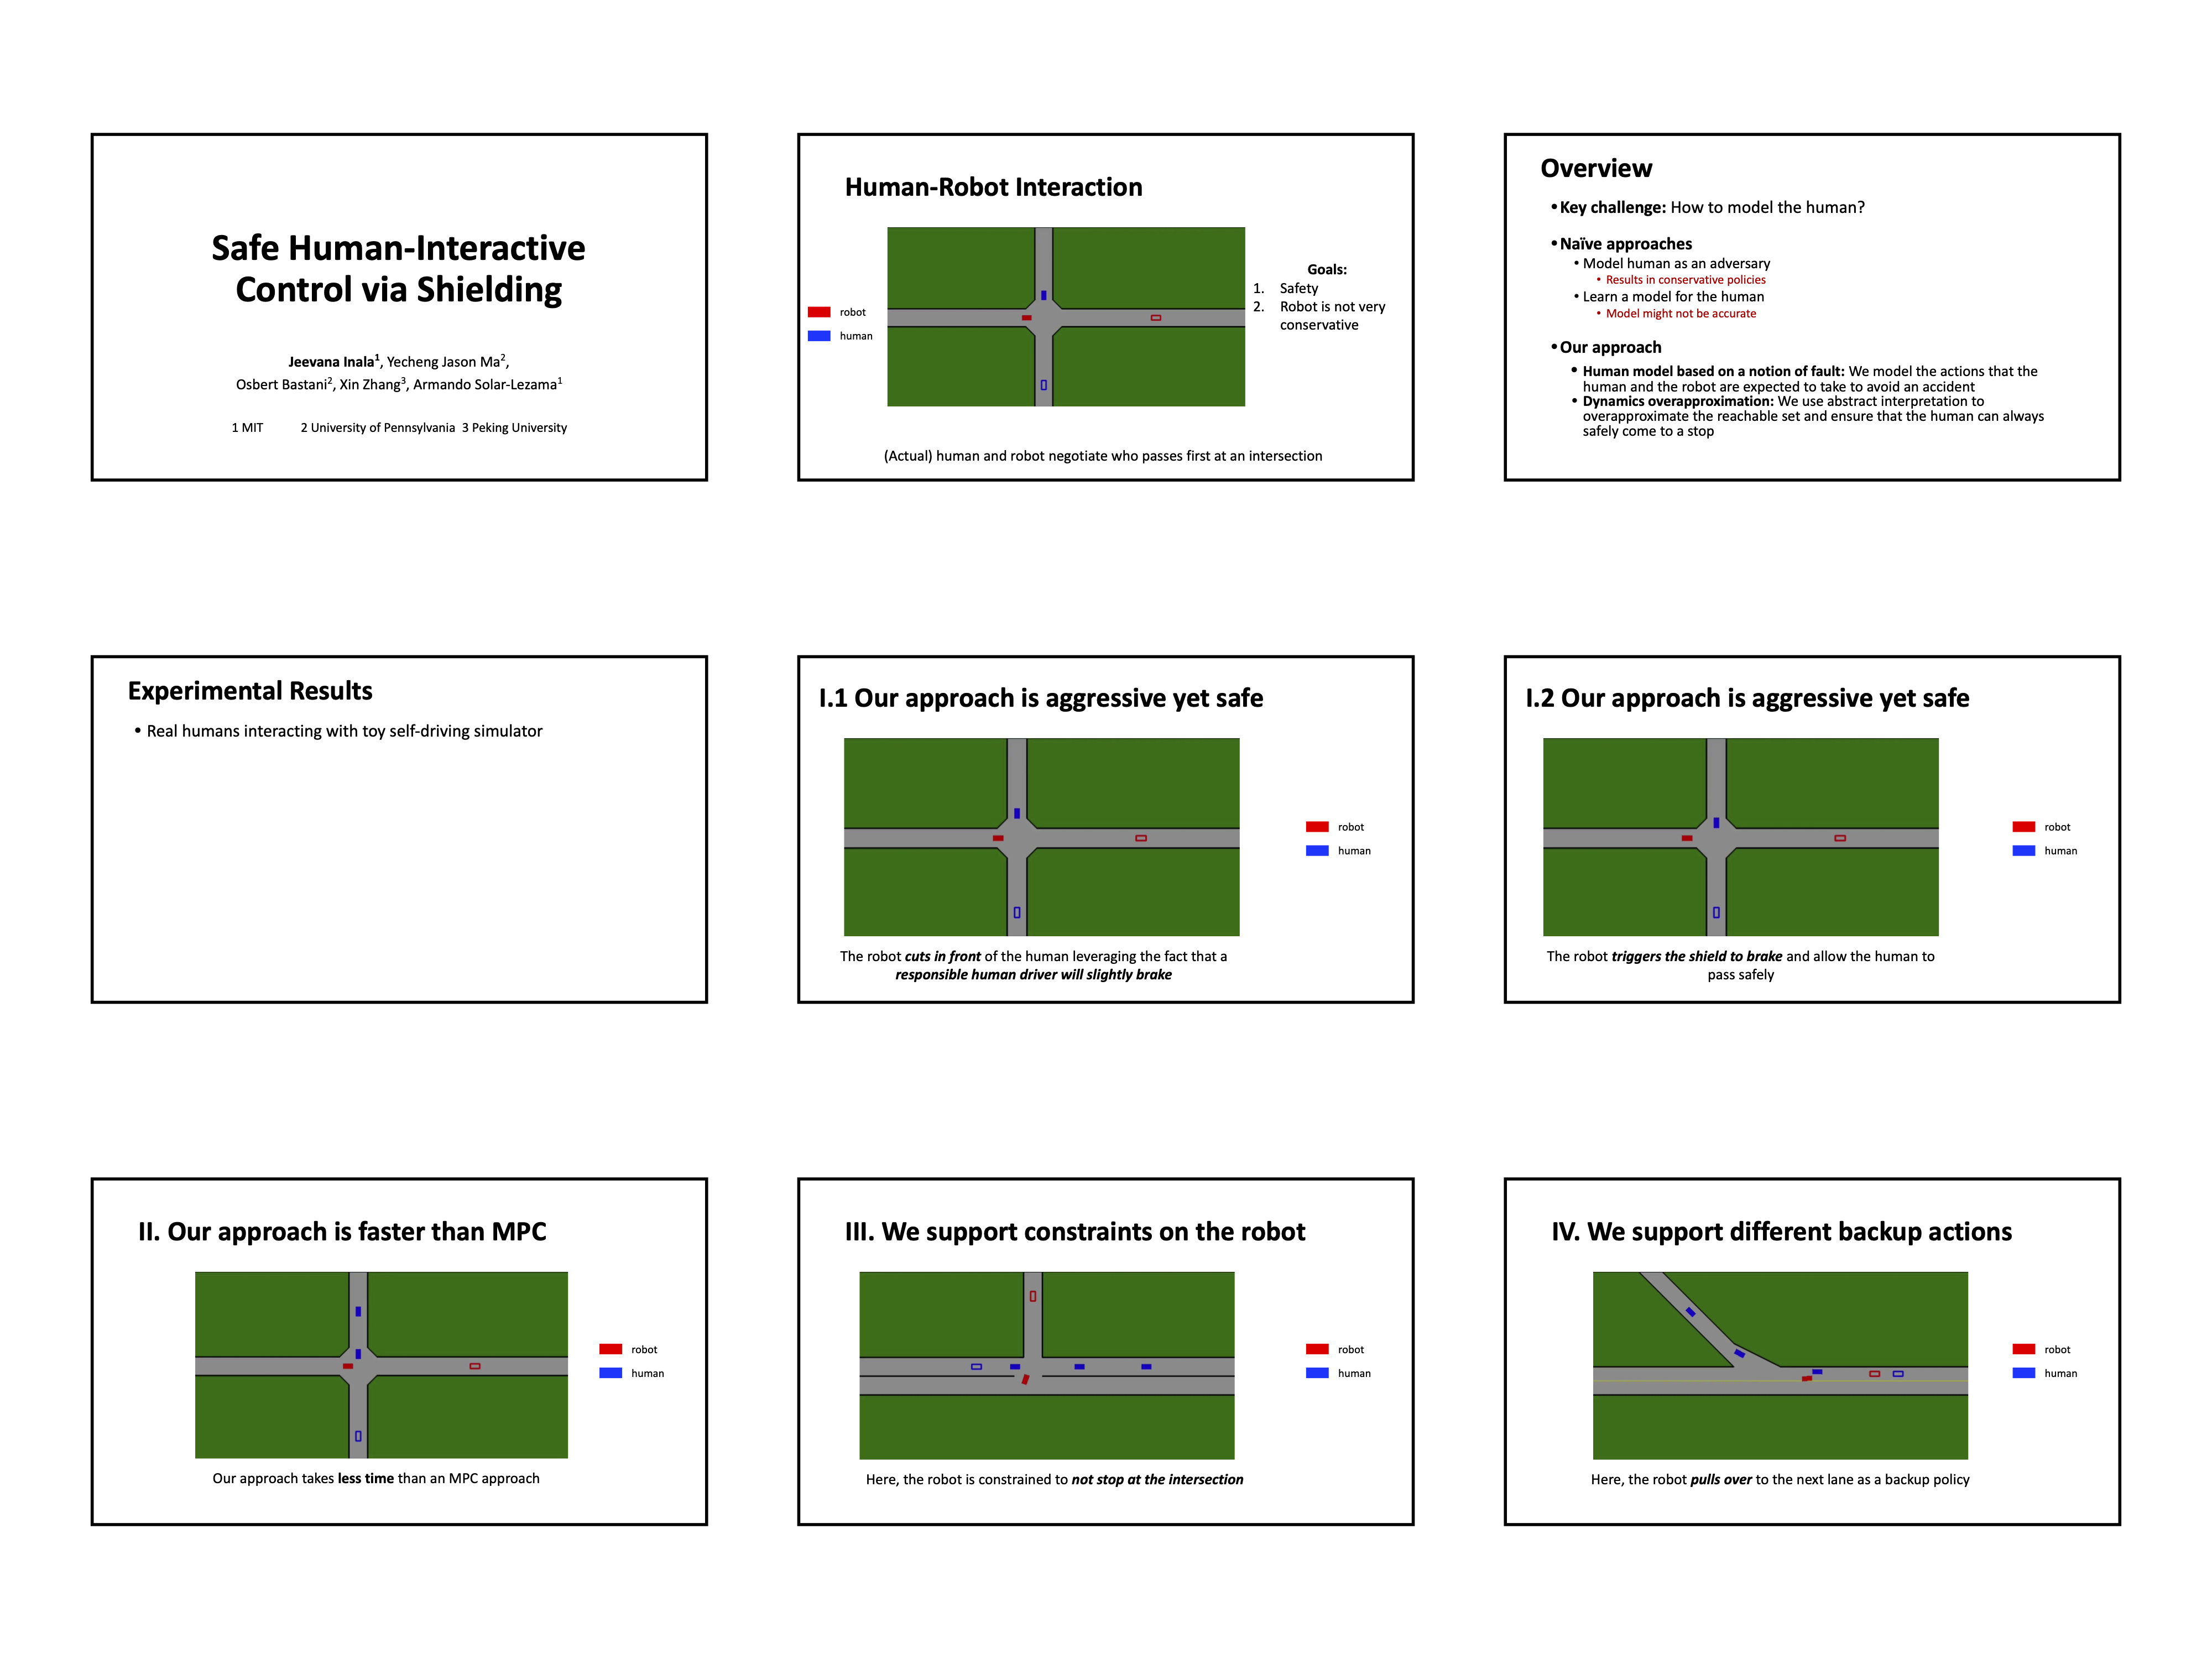 Safe Human-Interactive
Control via Shielding
Jeevana Inala1, Yecheng Jason Ma2,
Osbert Bastani2, Xin Zhang3, Armando Solar-Lezama1
1 MIT 2 University of Pennsylvania 3 Peking University
Human-Robot Interaction
robot
human
Goals:
1. Safety
2. Robot is not very
conservative
(Actual) human and robot negotiate who passes first at an intersection
Overview
• Key challenge: How to model the human?
• Naïve approaches
• Model human as an adversary
• Results in conservative policies
• Learn a model for the human
• Model might not be accurate
• Our approach
• Human model based on a notion of fault: We model the actions that the
human and the robot are expected to take to avoid an accident
• Dynamics overapproximation: We use abstract interpretation to
overapproximate the reachable set and ensure that the human can always
safely come to a stop
Experimental Results
• Real humans interacting with toy self-driving simulator
I.1 Our approach is aggressive yet safe
robot
human
The robot cuts in front of the human leveraging the fact that a
responsible human driver will slightly brake
I.2 Our approach is aggressive yet safe
robot
human
The robot triggers the shield to brake and allow the human to
pass safely
II. Our approach is faster than MPC
robot
human
Our approach takes less time than an MPC approach
III. We support constraints on the robot
robot
human
Here, the robot is constrained to not stop at the intersection
IV. We support different backup actions
robot
human
Here, the robot pulls over to the next lane as a backup policy